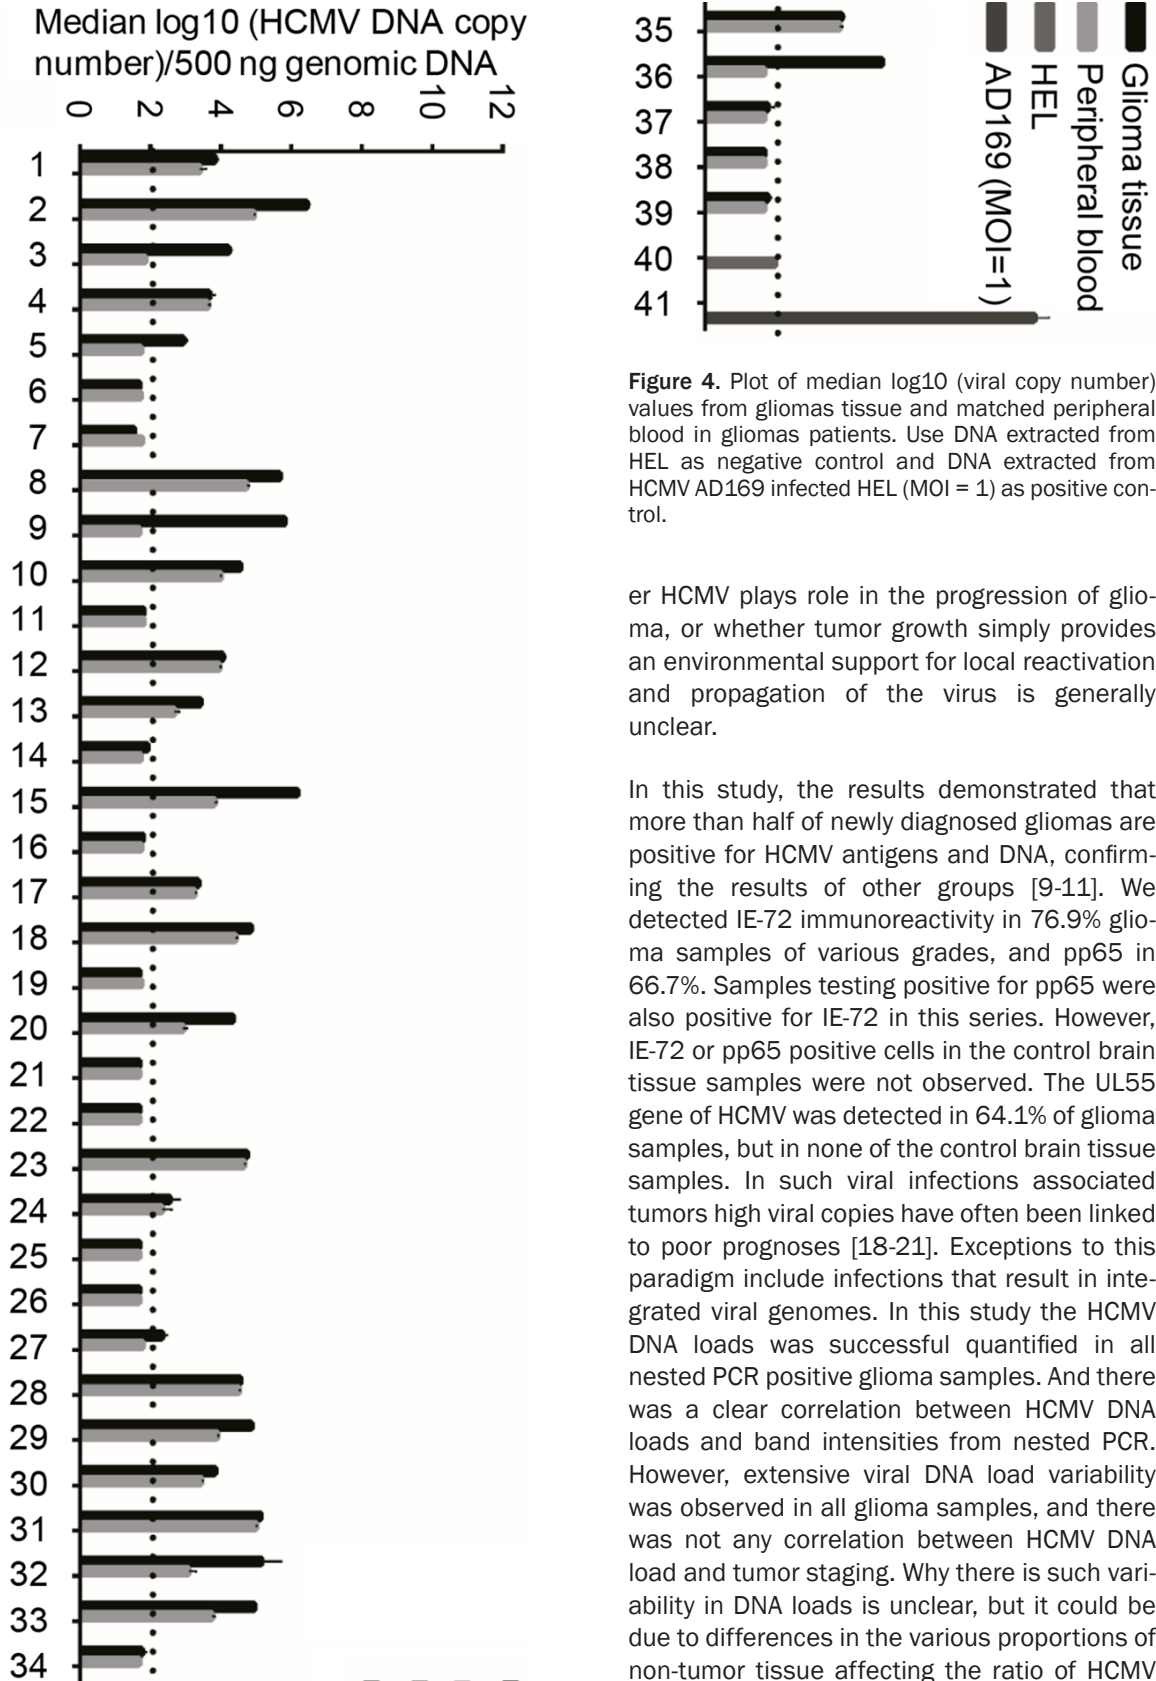 Median log10 (HCMV DNA copy
number)/500 ng genomic DNA
0 2 4 6 8 10 12
1
2
3
4
5
6
7
8
9
10
11
12
13
14
15
16
17
18
19
20
21
22
23
24
25
26
27
28
29
30
31
32
33
34
35
36
37
38
39
40
41
Glioma tissue
Peripheral blood
HEL
AD169 (MOI=1)
Figure 4. Plot of median log10 (viral copy number)
values from gliomas tissue and matched peripheral
blood in gliomas patients. Use DNA extracted from
HEL as negative control and DNA extracted from
HCMV AD169 infected HEL (MOI = 1) as positive con-
trol.
er HCMV plays role in the progression of glio-
ma, or whether tumor growth simply provides
an environmental support for local reactivation
and propagation of the virus is generally
unclear.
In this study, the results demonstrated that
more than half of newly diagnosed gliomas are
positive for HCMV antigens and DNA, confirm-
ing the results of other groups [9-11]. We
detected IE-72 immunoreactivity in 76.9% glio-
ma samples of various grades, and pp65 in
66.7%. Samples testing positive for pp65 were
also positive for IE-72 in this series. However,
IE-72 or pp65 positive cells in the control brain
tissue samples were not observed. The UL55
gene of HCMV was detected in 64.1% of glioma
samples, but in none of the control brain tissue
samples. In such viral infections associated
tumors high viral copies have often been linked
to poor prognoses [18-21]. Exceptions to this
paradigm include infections that result in inte-
grated viral genomes. In this study the HCMV
DNA loads was successful quantified in all
nested PCR positive glioma samples. And there
was a clear correlation between HCMV DNA
loads and band intensities from nested PCR.
However, extensive viral DNA load variability
was observed in all glioma samples, and there
was not any correlation between HCMV DNA
load and tumor staging. Why there is such vari-
ability in DNA loads is unclear, but it could be
due to differences in the various proportions of
non-tumor tissue affecting the ratio of HCMV